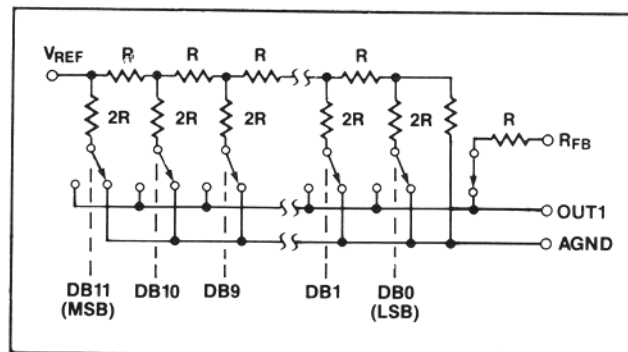 R R R R
VREF
2R 2R 2R 2R 2R R RFB
OUT1
AGND
DB11 DB10 DB9 DB1 DB0
(MSB) (LSB)